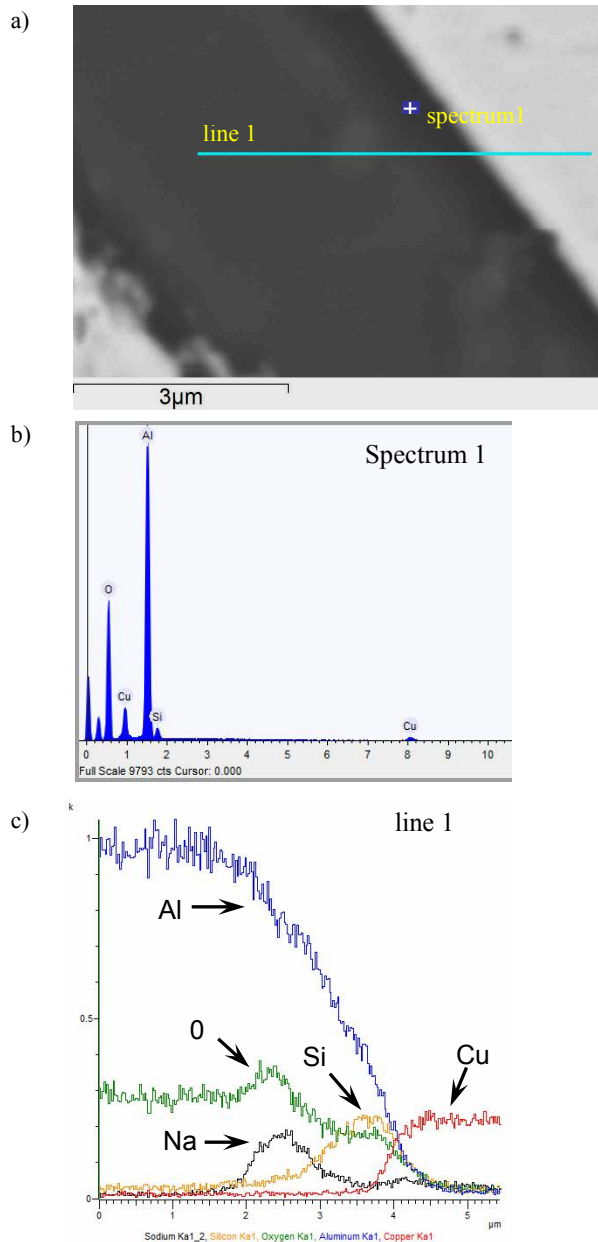 a)
line 1
spectrum1
3µm
b)
Spectrum 1
Al
O
Cu
Si
Cu
0 1 2 3 4 5 6 7 8 9 10
Full Scale 9793 cts Cursor: 0.000
c)
k
line 1
1
Al
0.5
0
Si
Cu
Na
0
0 1 2 3 4 5
µm
Sodium Ka1_2, Silicon Ka1, Oxygen Ka1, Aluminum Ka1, Copper Ka1